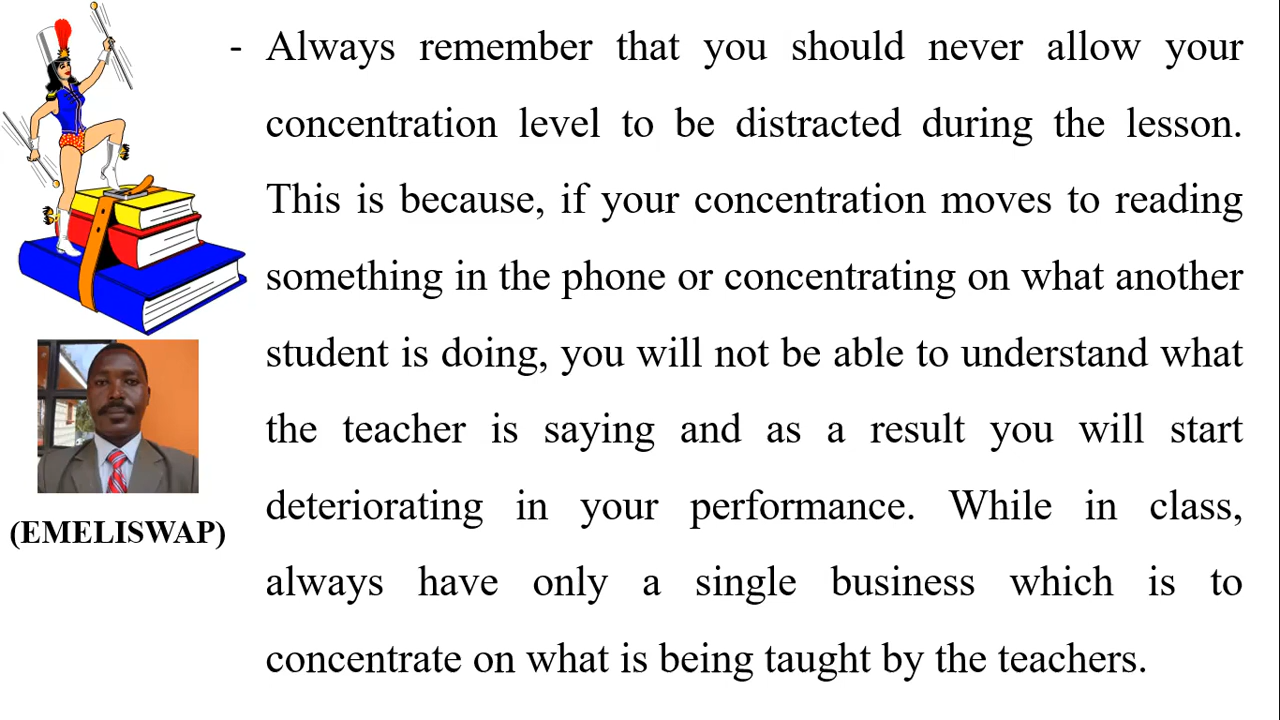 - Always remember that you should never allow your
concentration level to be distracted during the lesson.
This is because, if your concentration moves to reading
something in the phone or concentrating on what another
student is doing, you will not be able to understand what
the teacher is saying and as a result you will start
deteriorating in your performance. While in class,
always have only a single business which is to
concentrate on what is being taught by the teachers.
(EMELISWAP)